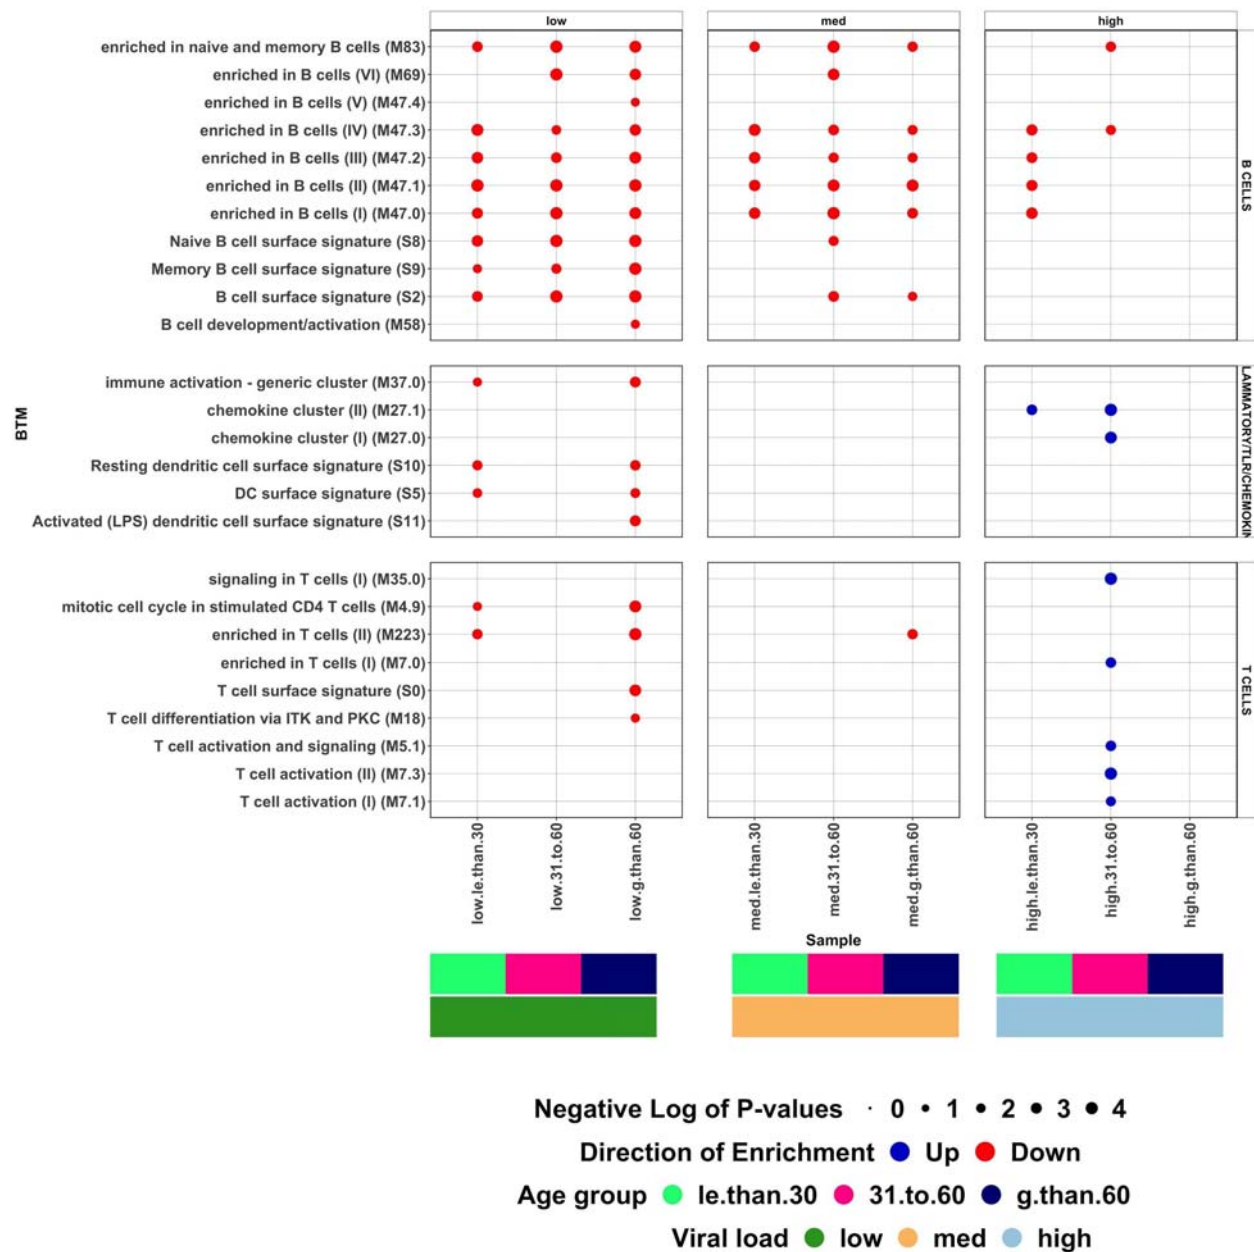 low med high
enriched in naive and memory B cells (M83)
enriched in B cells (VI) (M69)
enriched in B cells (V) (M47.4)
enriched in B cells (IV) (M47.3)
enriched in B cells (III) (M47.2)
enriched in B cells (II) (M47.1)
enriched in B cells (I) (M47.0)
Naive B cell surface signature (S8)
Memory B cell surface signature (S9)
B cell surface signature (S2)
B cell development/activation (M58)
B CELLS
immune activation - generic cluster (M37.0)
chemokine cluster (II) (M27.1)
chemokine cluster (I) (M27.0)
Resting dendritic cell surface signature (S10)
DC surface signature (S5)
Activated (LPS) dendritic cell surface signature (S11)
LAMMATORY/TLR/CHEMOKIN
BTM
signaling in T cells (I) (M35.0)
mitotic cell cycle in stimulated CD4 T cells (M4.9)
enriched in T cells (II) (M223)
enriched in T cells (I) (M7.0)
T cell surface signature (S0)
T cell differentiation via ITK and PKC (M18)
T cell activation and signaling (M5.1)
T cell activation (II) (M7.3)
T cell activation (I) (M7.1)
T CELLS
low.le.than.30
low.31.to.60
low.g.than.60
med.le.than.30
med.31.to.60
med.g.than.60
high.le.than.30
high.31.to.60
high.g.than.60
Sample
Negative Log of P-values 0 1 2 3 4
Direction of Enrichment Up Down
Age group le.than.30 31.to.60 g.than.60
Viral load low med high